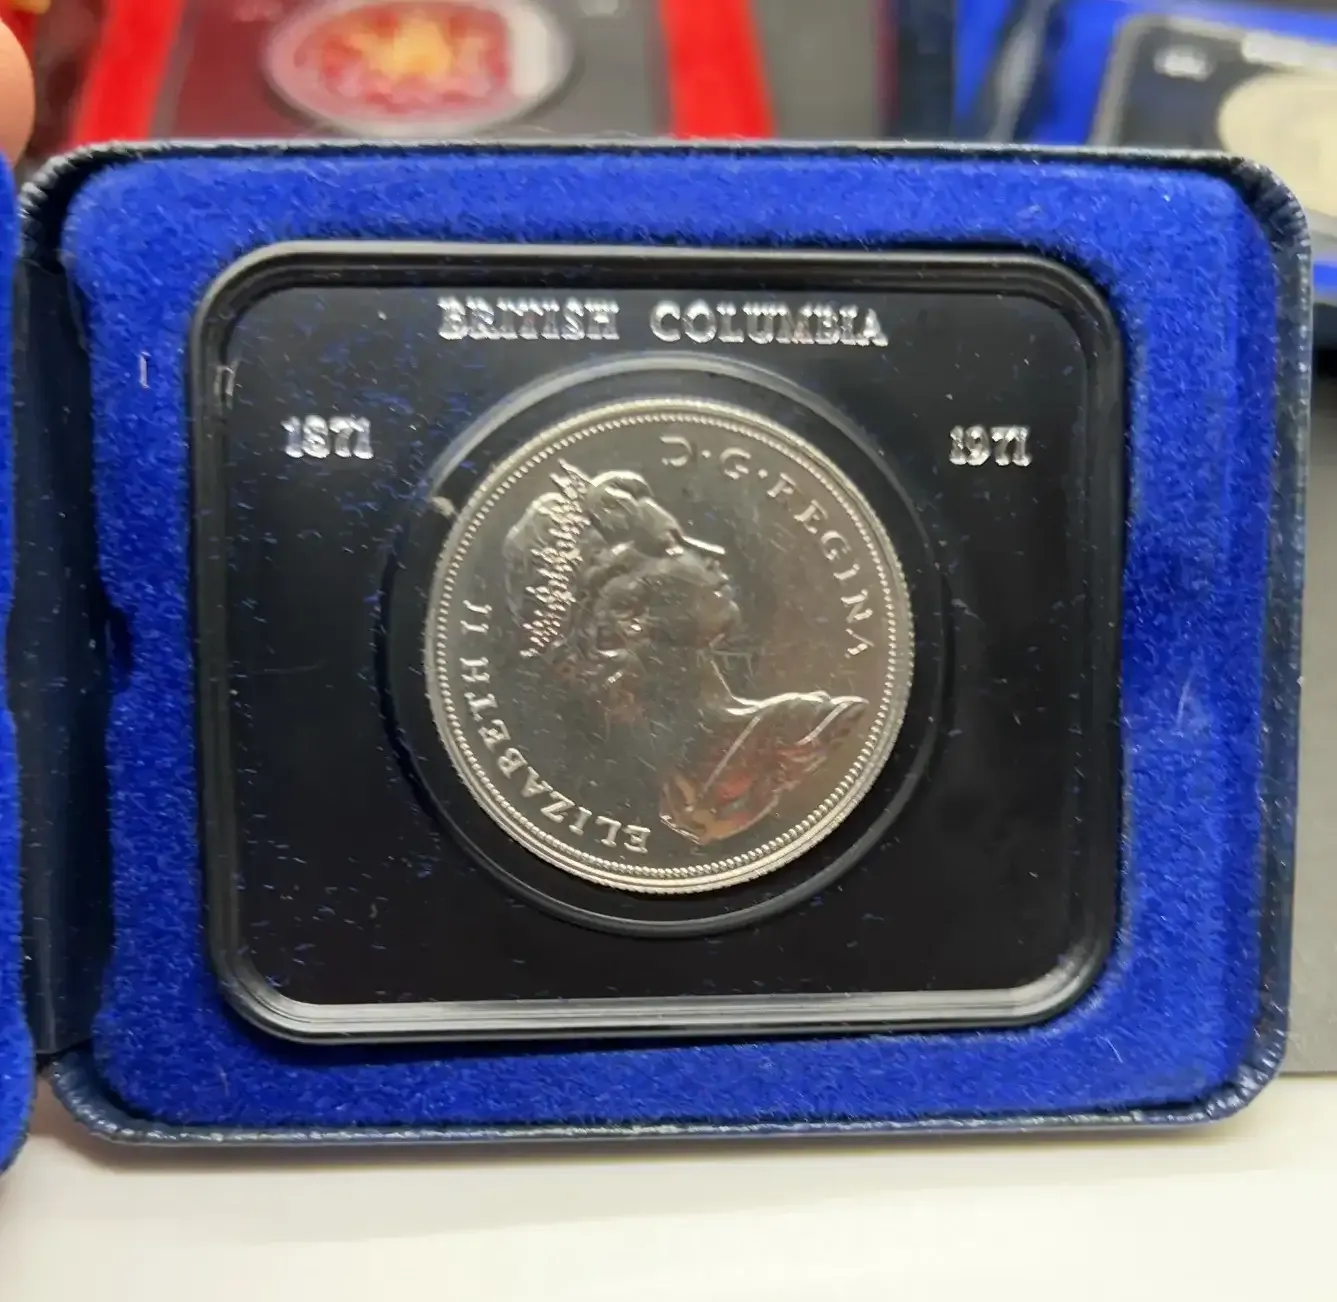 BRITISH COLUMBIA
1871 1971
ELIZABETH II D·G·REGINA